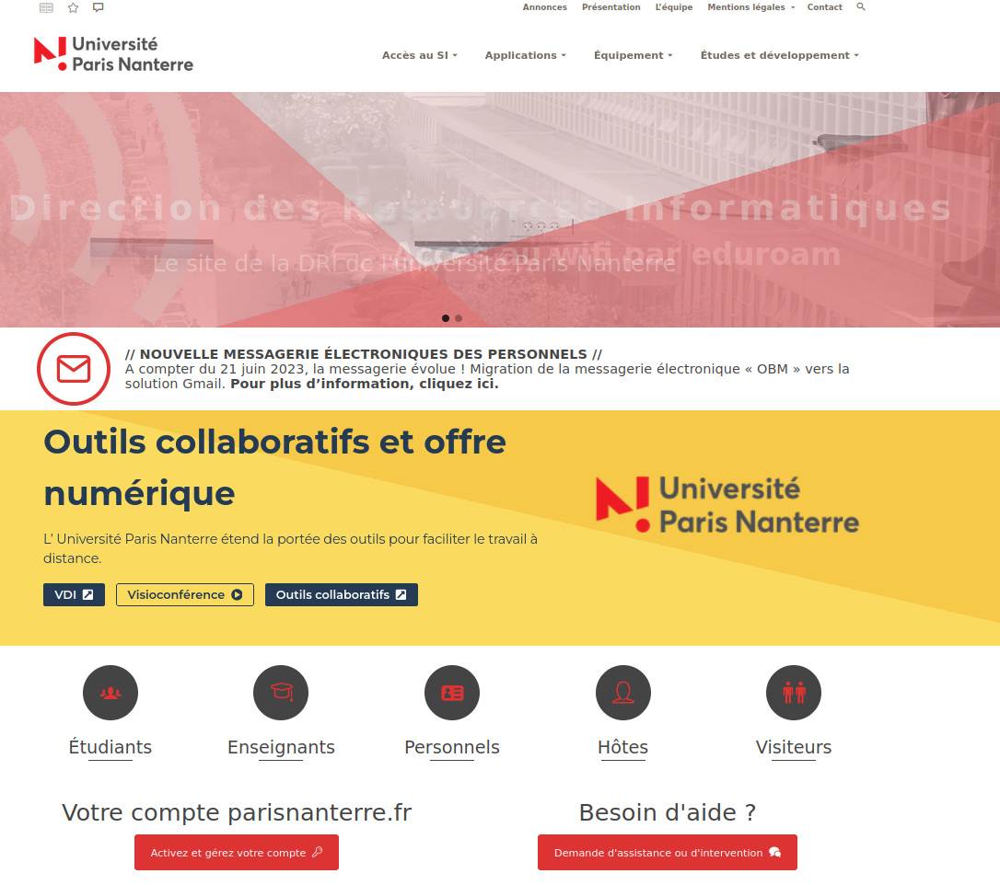 Annonces Présentation L'équipe Mentions légales Contact
Université
Paris Nanterre
Accès au SI Applications Équipement Études et développement
Direction des Ressources Informatiques
Accès au wifi par eduroam
Le site de la DRI de l'université Paris Nanterre
// NOUVELLE MESSAGERIE ÉLECTRONIQUES DES PERSONNELS //
A compter du 21 juin 2023, la messagerie évolue ! Migration de la messagerie électronique « OBM » vers la
solution Gmail. Pour plus d’information, cliquez ici.
Outils collaboratifs et offre
numérique
Université
Paris Nanterre
L’ Université Paris Nanterre étend la portée des outils pour faciliter le travail à
distance.
VDI Visioconférence Outils collaboratifs
Étudiants Enseignants Personnels Hôtes Visiteurs
Votre compte parisnanterre.fr Besoin d'aide ?
Activez et gérez votre compte Demande d'assistance ou d'intervention